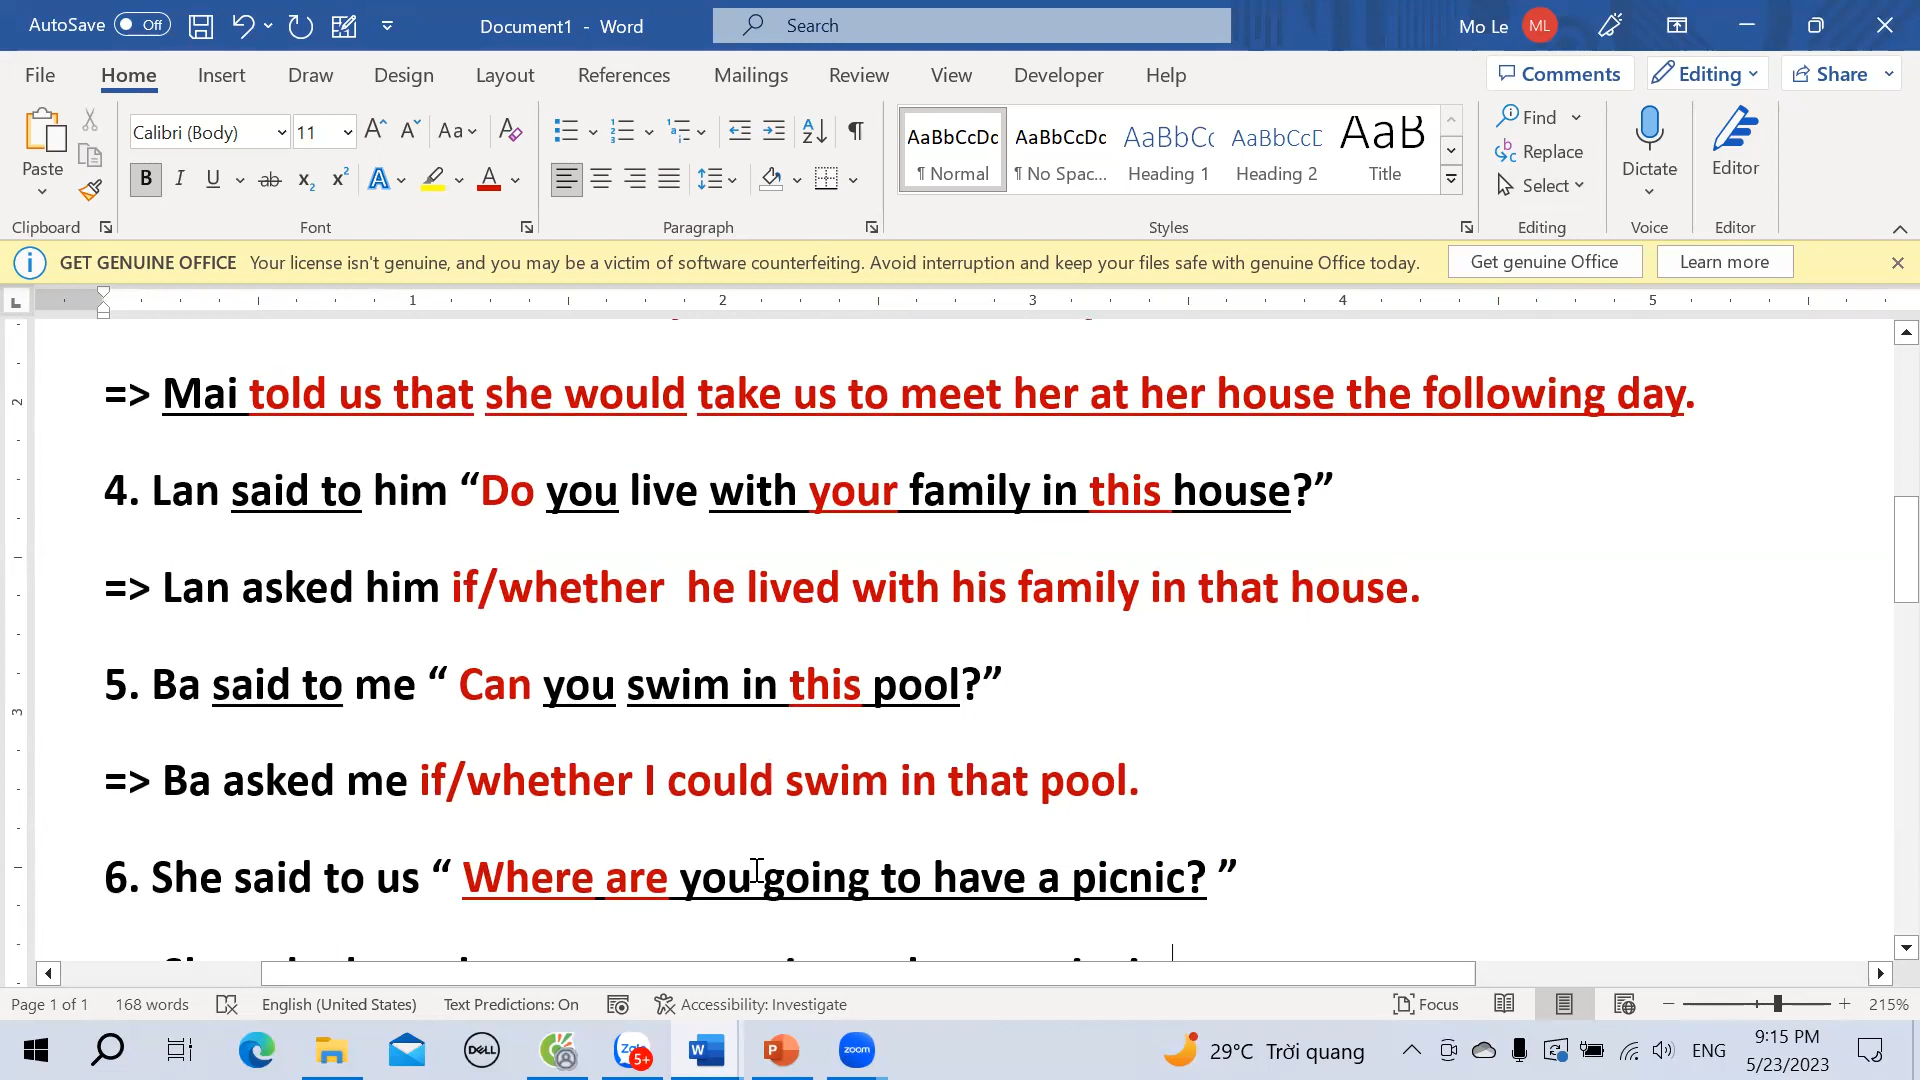 AutoSave Off Document1 - Word Search Mo Le ML
File Home Insert Draw Design Layout References Mailings Review View Developer Help Comments Editing Share
Paste Calibri (Body) 11 AaBbCcDc AaBbCcDc AaBbCc AaBbCcD AaB Find Replace Select Dictate Editor
¶ Normal ¶ No Spac... Heading 1 Heading 2 Title
Clipboard Font Paragraph Styles Editing Voice Editor
GET GENUINE OFFICE Your license isn't genuine, and you may be a victim of software counterfeiting. Avoid interruption and keep your files safe with genuine Office today. Get genuine Office Learn more
1 2 3 4 5
=> Mai told us that she would take us to meet her at her house the following day.
4. Lan said to him “Do you live with your family in this house?”
=> Lan asked him if/whether he lived with his family in that house.
5. Ba said to me “ Can you swim in this pool?”
=> Ba asked me if/whether I could swim in that pool.
6. She said to us “ Where are you going to have a picnic? ”
Page 1 of 1 168 words English (United States) Text Predictions: On Accessibility: Investigate Focus 215%
DELL Zalo 5+ zoom 29°C Trời quang ENG 9:15 PM
5/23/2023